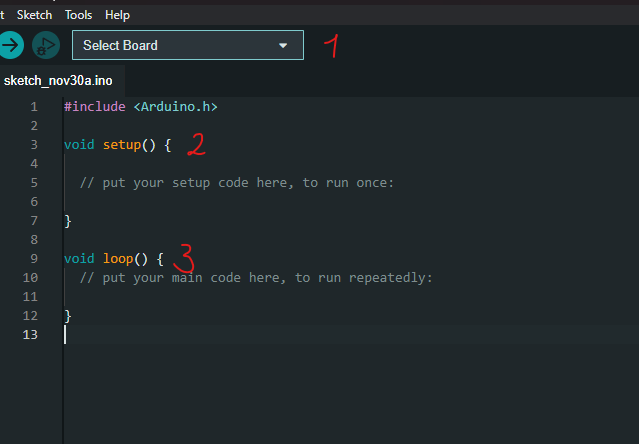 t Sketch Tools Help
Select Board 1
sketch_nov30a.ino
1 #include <Arduino.h>
2
3 void setup() { 2
4
5 // put your setup code here, to run once:
6
7 }
8
9 void loop() { 3
10 // put your main code here, to run repeatedly:
11
12 }
13